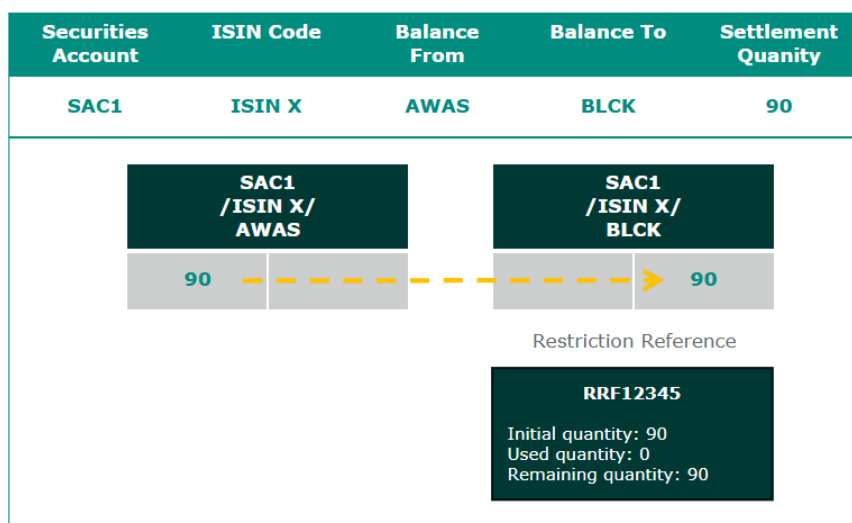 Securities Account ISIN Code Balance From Balance To Settlement Quanity
SAC1 ISIN X AWAS BLCK 90
SAC1
/ISIN X/
AWAS
SAC1
/ISIN X/
BLCK
90
90
Restriction Reference
RRF12345
Initial quantity: 90
Used quantity: 0
Remaining quantity: 90